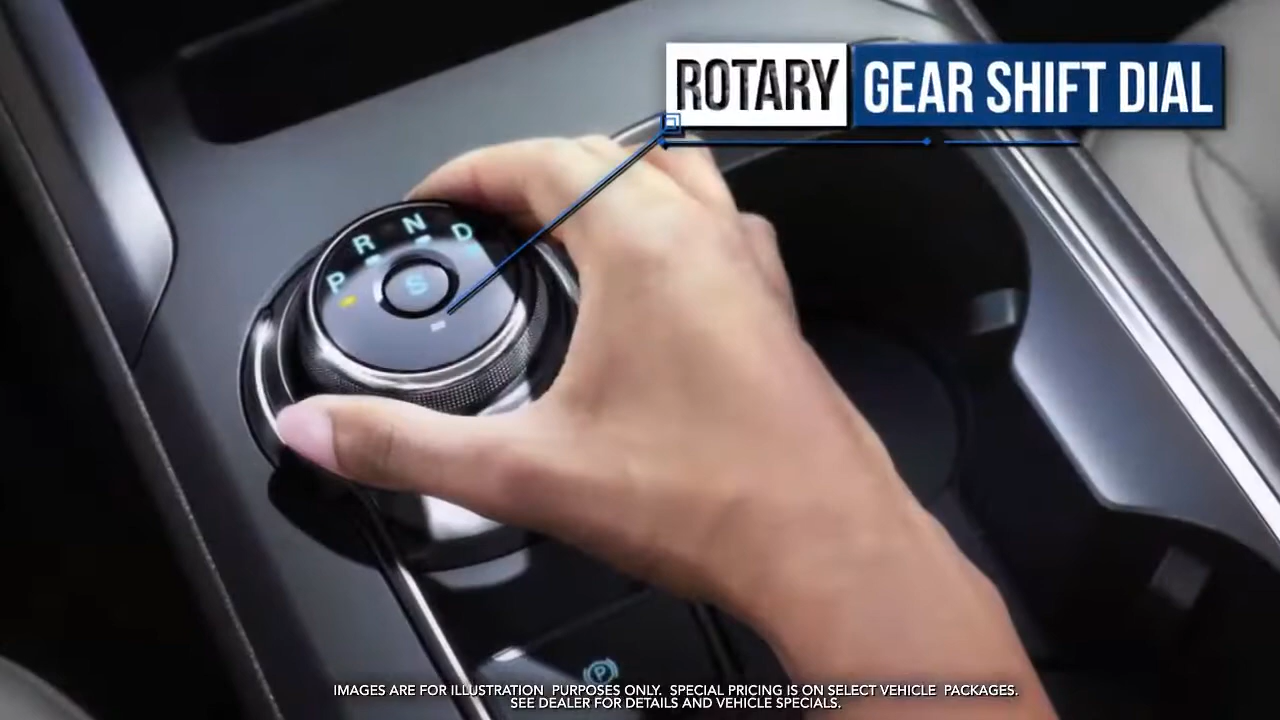 ROTARY GEAR SHIFT DIAL
P R N D
S
P
IMAGES ARE FOR ILLUSTRATION PURPOSES ONLY. SPECIAL PRICING IS ON SELECT VEHICLE PACKAGES.
SEE DEALER FOR DETAILS AND VEHICLE SPECIALS.